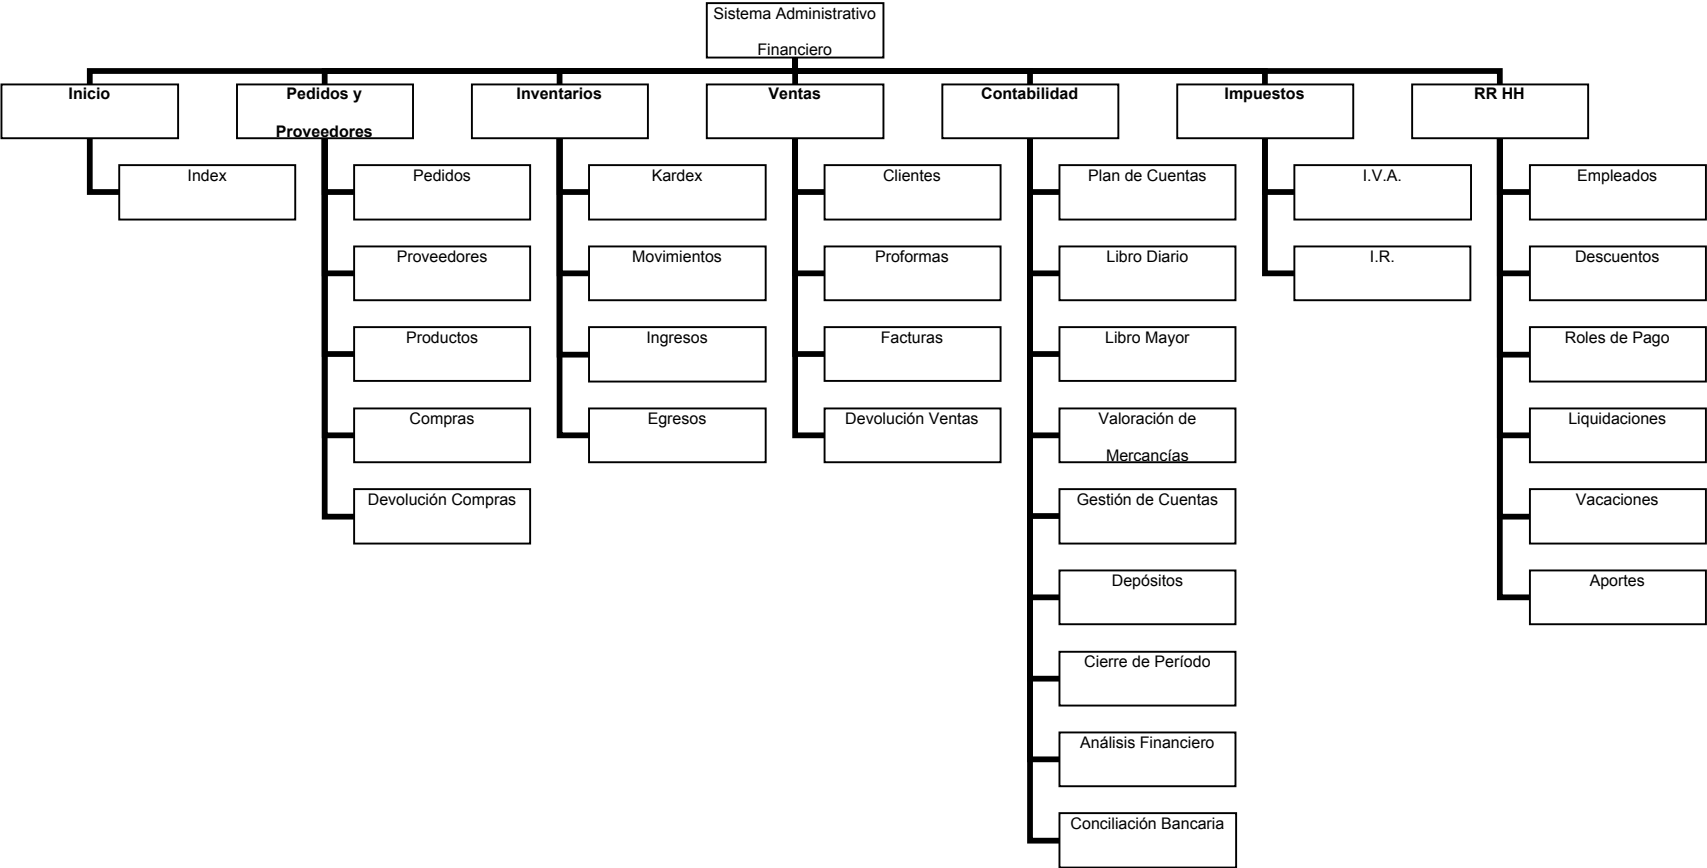 Sistema Administrativo
Financiero
Inicio
Pedidos y
Proveedores
Inventarios
Ventas
Contabilidad
Impuestos
RR HH
Index
Pedidos
Kardex
Clientes
Plan de Cuentas
I.V.A.
Empleados
Proveedores
Movimientos
Proformas
Libro Diario
I.R.
Descuentos
Productos
Ingresos
Facturas
Libro Mayor
Roles de Pago
Compras
Egresos
Devolución Ventas
Valoración de
Mercancías
Liquidaciones
Devolución Compras
Gestión de Cuentas
Vacaciones
Depósitos
Aportes
Cierre de Período
Análisis Financiero
Conciliación Bancaria